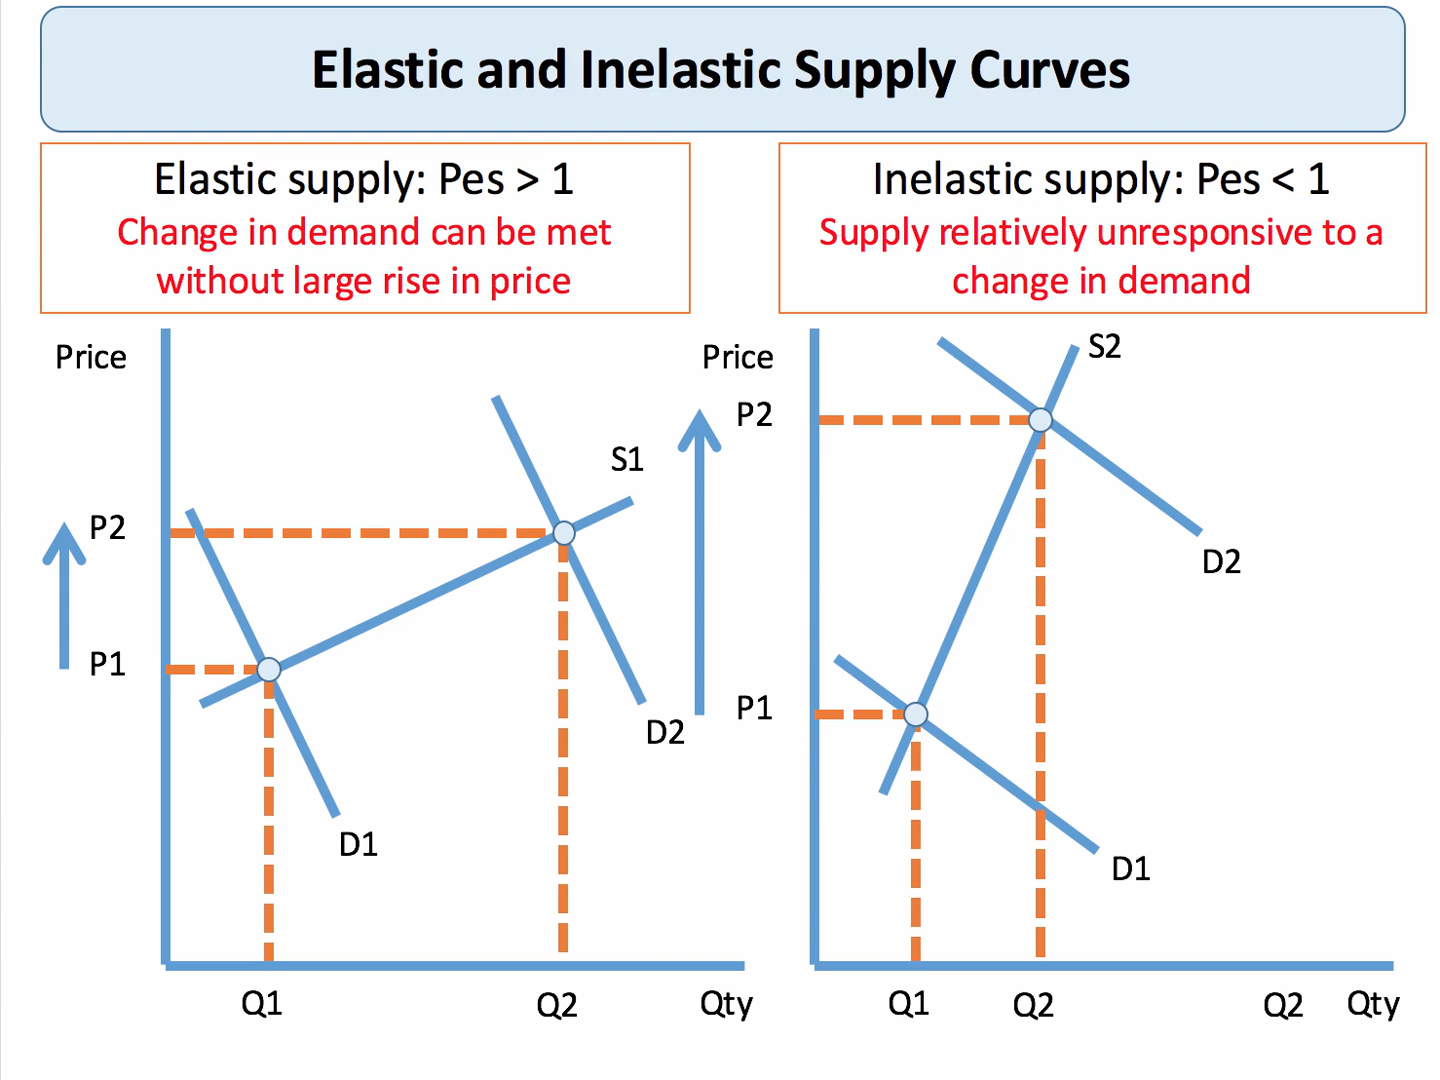 Elastic and Inelastic Supply Curves
Elastic supply: Pes > 1
Change in demand can be met
without large rise in price
Inelastic supply: Pes < 1
Supply relatively unresponsive to a
change in demand
Price
S1
P2
P1
D2
D1
Q1
Q2
Qty
Price
S2
P2
D2
P1
D1
Q1
Q2
Q2
Qty